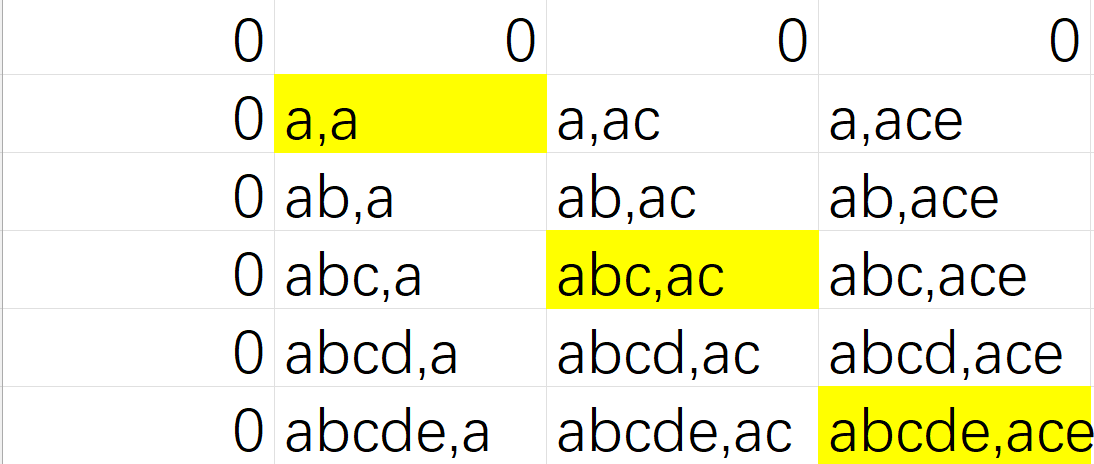 0 0 0 0
0 a,a a,ac a,ace
0 ab,a ab,ac ab,ace
0 abc,a abc,ac abc,ace
0 abcd,a abcd,ac abcd,ace
0 abcde,a abcde,ac abcde,ace